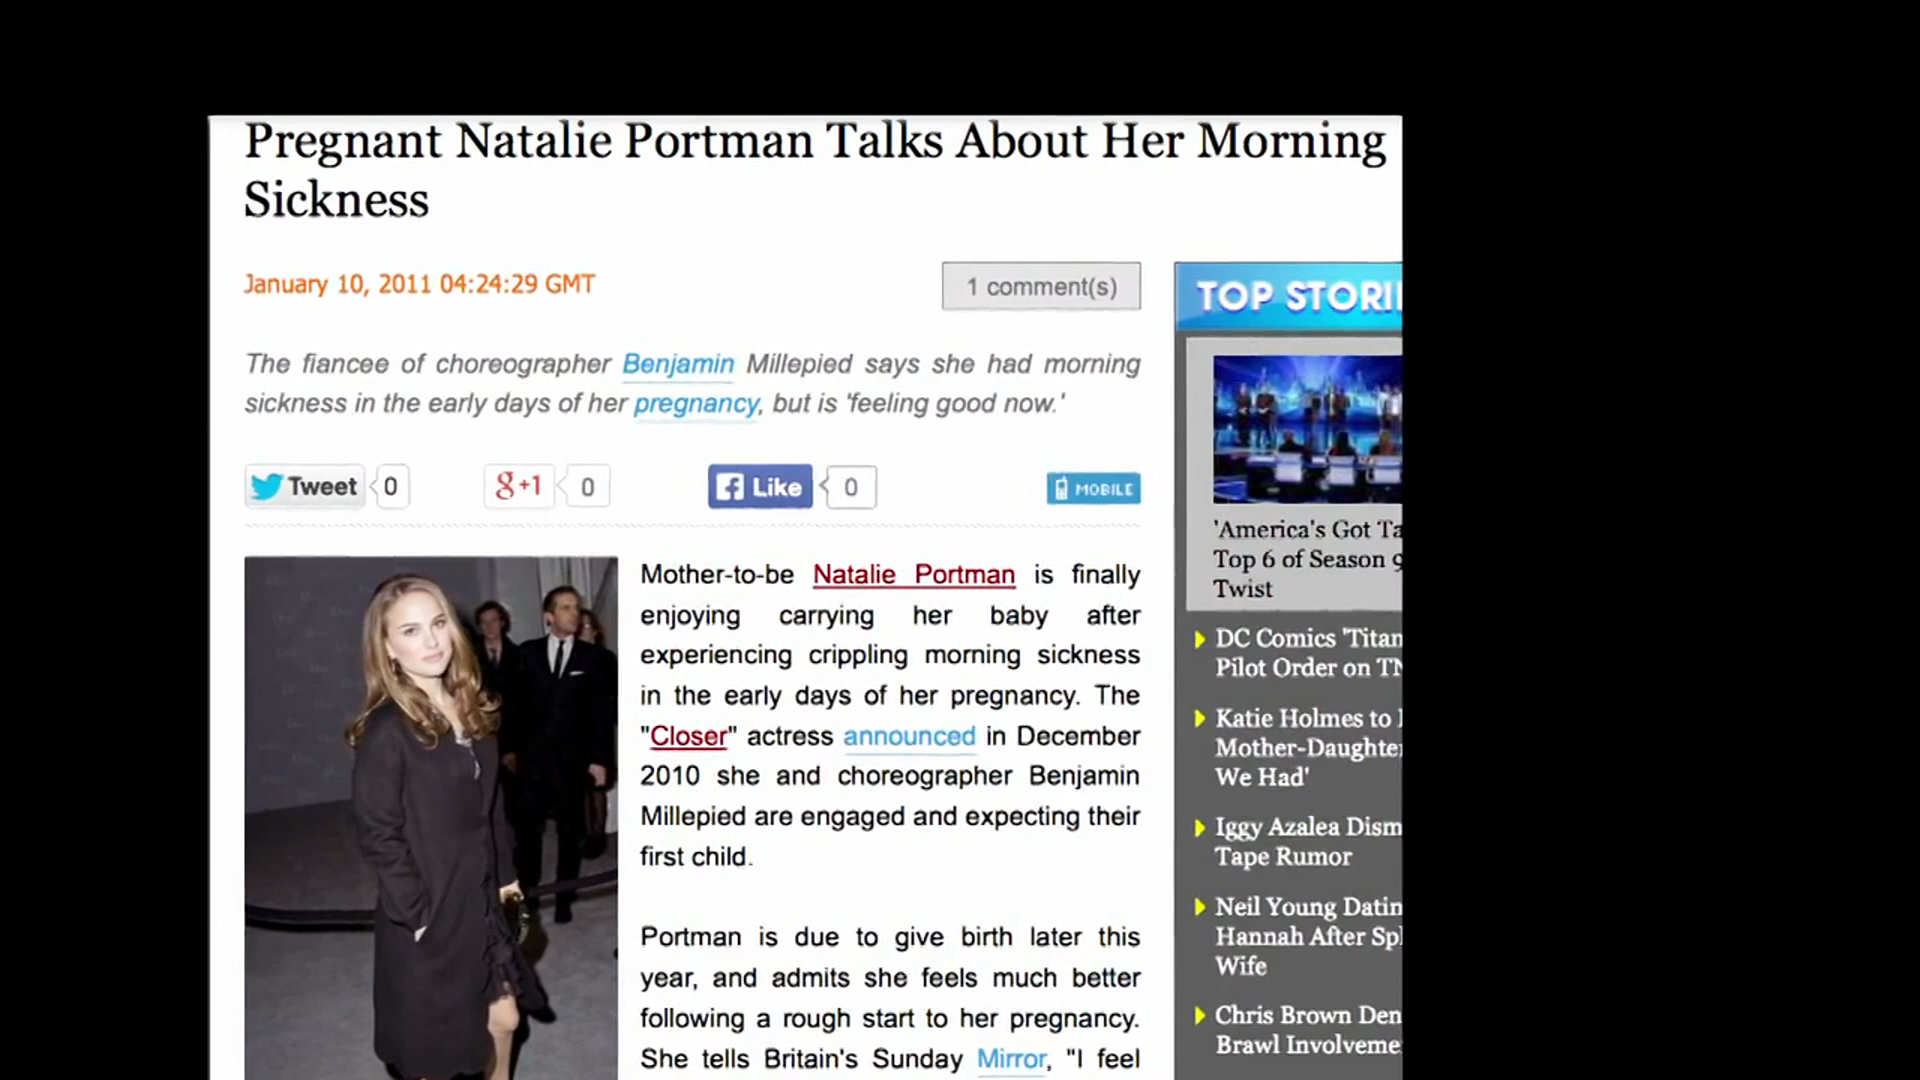 Pregnant Natalie Portman Talks About Her Morning
Sickness
January 10, 2011 04:24:29 GMT
1 comment(s)
The fiancee of choreographer Benjamin Millepied says she had morning
sickness in the early days of her pregnancy, but is 'feeling good now.'
Tweet 0
g+1 0
Like 0
MOBILE
Mother-to-be Natalie Portman is finally
enjoying carrying her baby after
experiencing crippling morning sickness
in the early days of her pregnancy. The
"Closer" actress announced in December
2010 she and choreographer Benjamin
Millepied are engaged and expecting their
first child.
Portman is due to give birth later this
year, and admits she feels much better
following a rough start to her pregnancy.
She tells Britain's Sunday Mirror, "I feel
TOP STORI
'America's Got Ta
Top 6 of Season 9
Twist
DC Comics 'Titan
Pilot Order on TN
Katie Holmes to
Mother-Daughte
We Had'
Iggy Azalea Dism
Tape Rumor
Neil Young Datin
Hannah After Spl
Wife
Chris Brown Den
Brawl Involveme